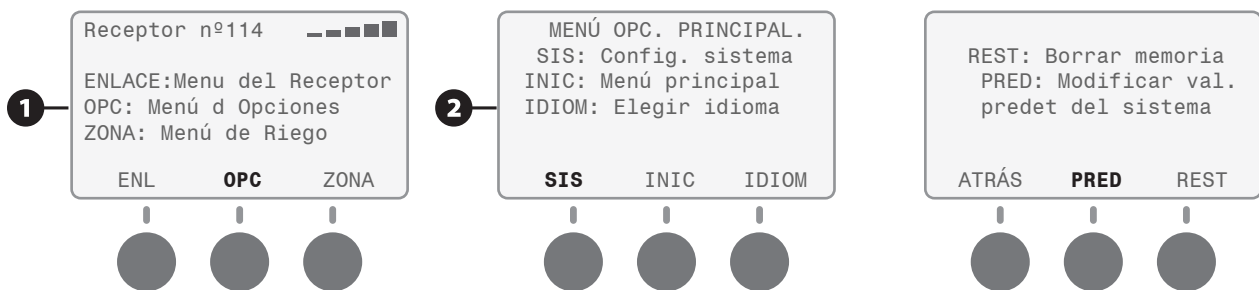 Receptor nº114
ENLACE:Menu del Receptor
1
OPC: Menú d Opciones
ZONA: Menú de Riego
ENL OPC ZONA
MENÚ OPC. PRINCIPAL.
SIS: Config. sistema
INIC: Menú principal
2
IDIOM: Elegir idioma
SIS INIC IDIOM
REST: Borrar memoria
PRED: Modificar val.
predet del sistema
ATRÁS PRED REST